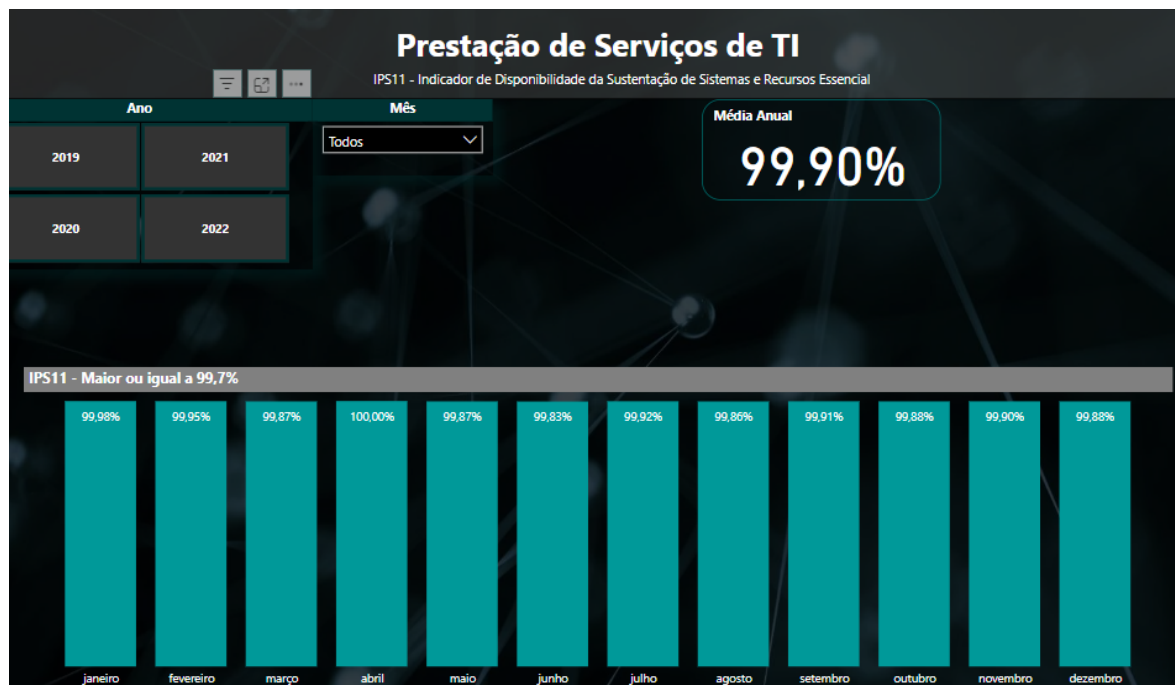 Prestação de Serviços de TI
IPS11 - Indicador de Disponibilidade da Sustentação de Sistemas e Recursos Essencial
Ano
Mês
Média Anual
2019
2021
Todos
99,90%
2020
2022
IPS11 - Maior ou igual a 99,7%
99,98% 99,95% 99,87% 100,00% 99,87% 99,83% 99,92% 99,86% 99,91% 99,88% 99,90% 99,88%
janeiro fevereiro março abril maio junho julho agosto setembro outubro novembro dezembro